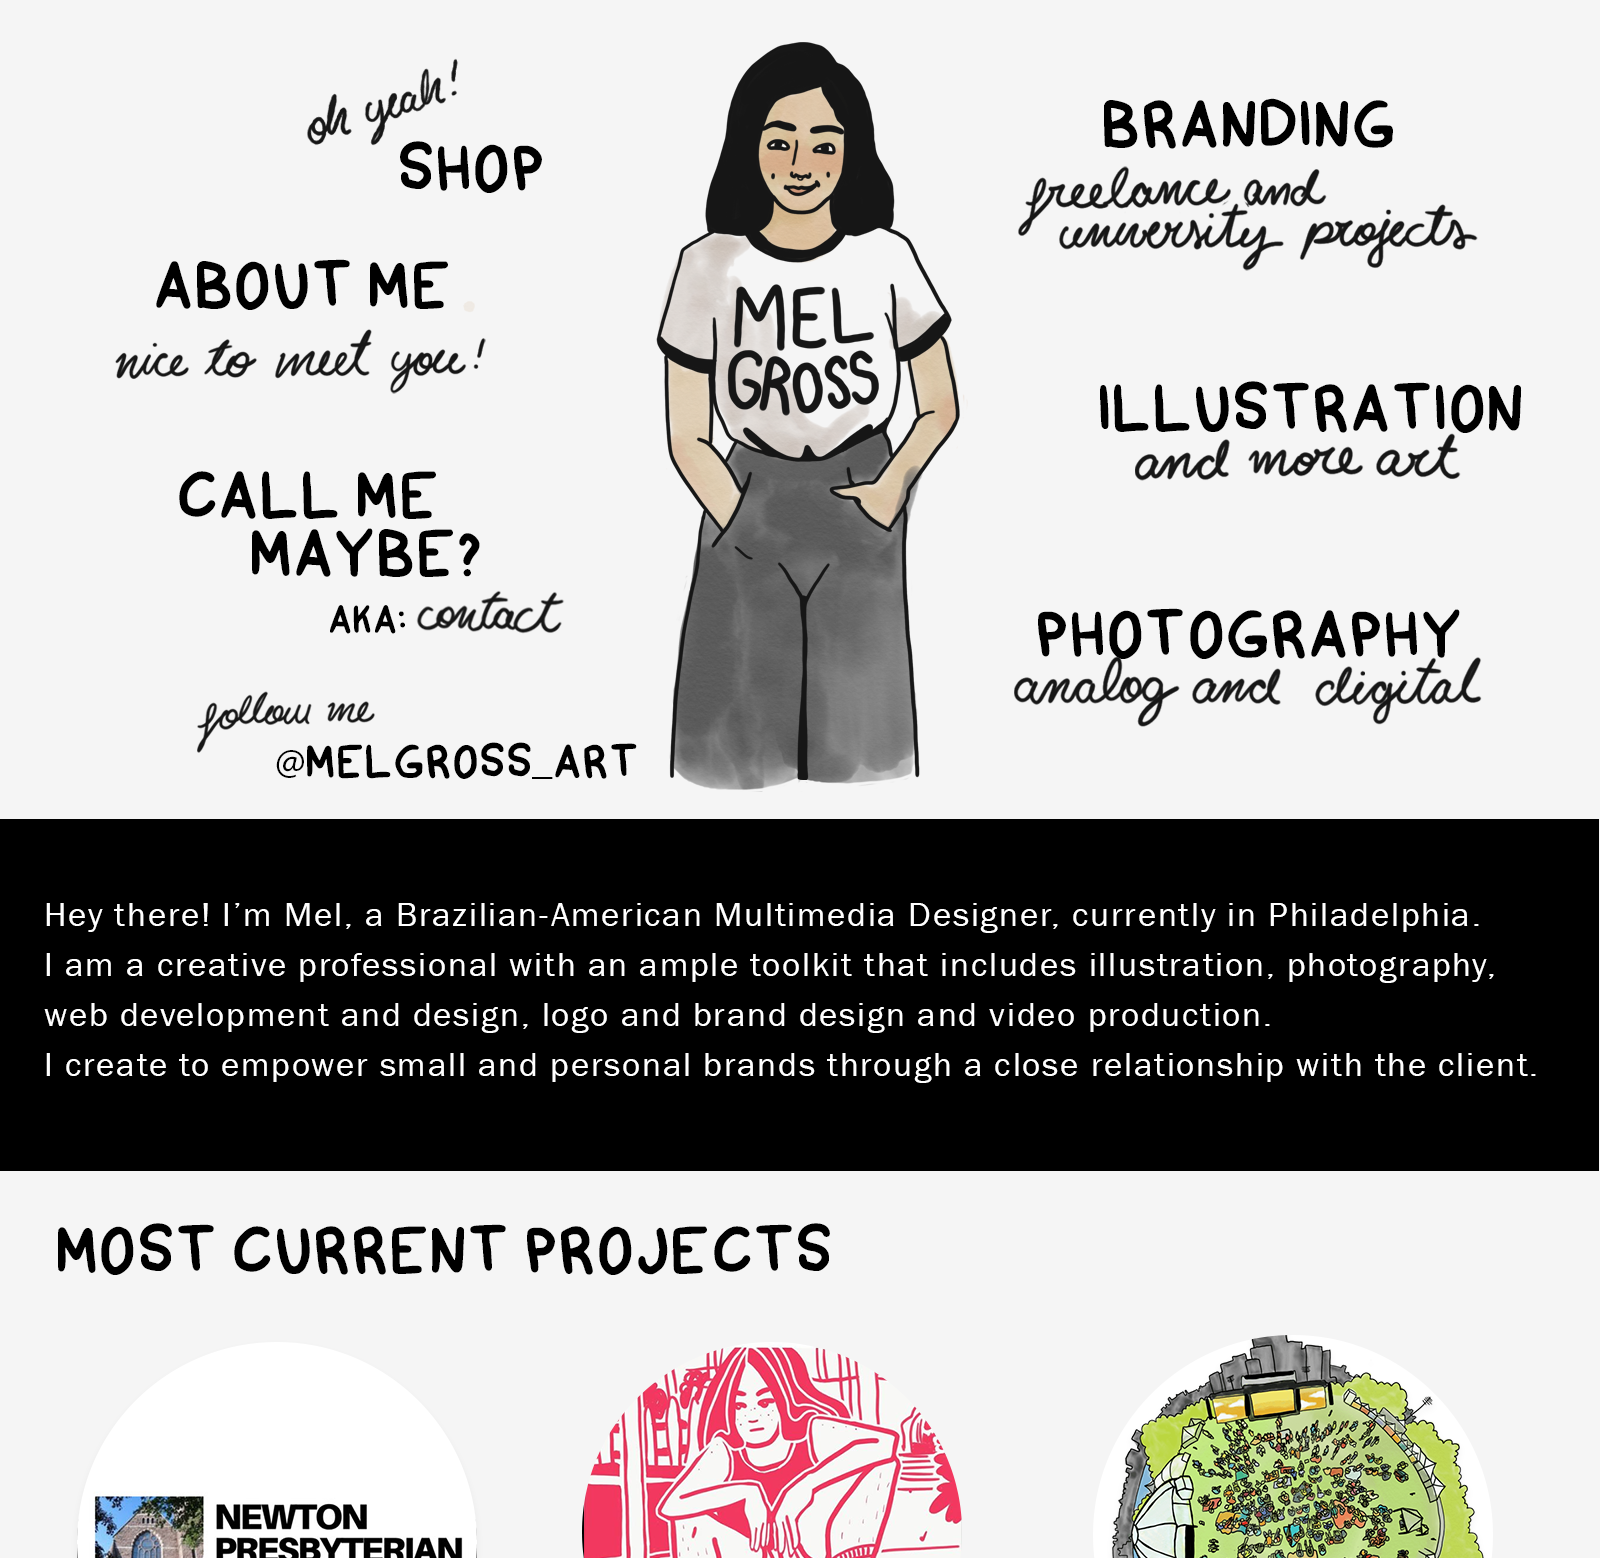 oh yeah!
SHOP
ABOUT ME
nice to meet you!
CALL ME
MAYBE?
AKA: contact
follow me
@MELGROSS_ART
MEL
GROSS
BRANDING
freelance and
university projects
ILLUSTRATION
and more art
PHOTOGRAPHY
analog and digital
Hey there! I’m Mel, a Brazilian-American Multimedia Designer, currently in Philadelphia.
I am a creative professional with an ample toolkit that includes illustration, photography,
web development and design, logo and brand design and video production.
I create to empower small and personal brands through a close relationship with the client.
MOST CURRENT PROJECTS
NEWTON
PRESBYTERIAN